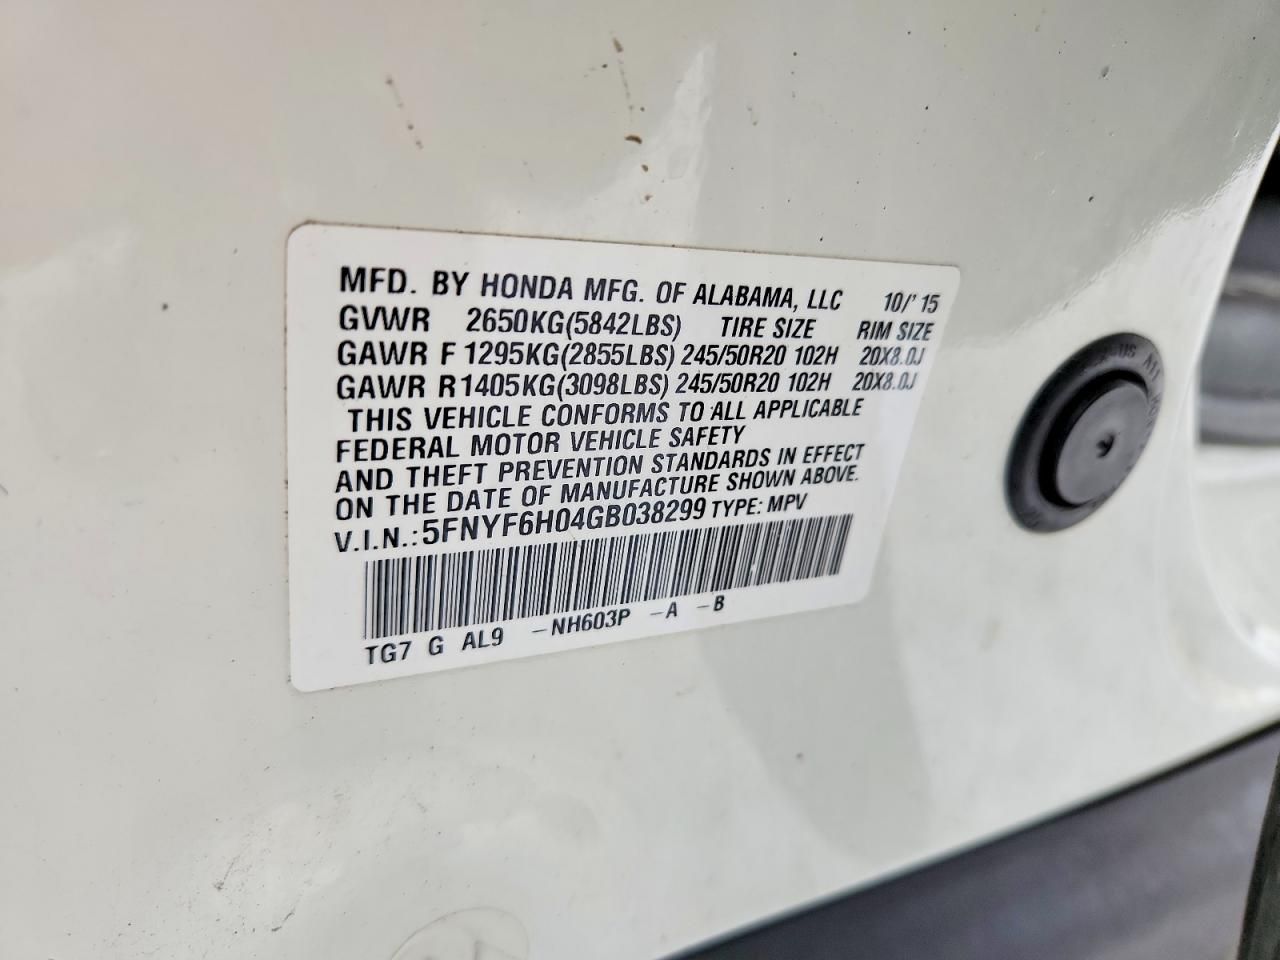 MFD. BY HONDA MFG. OF ALABAMA, LLC 10/'15
GVWR 2650KG(5842LBS) TIRE SIZE RIM SIZE
GAWR F 1295KG(2855LBS) 245/50R20 102H 20X8.0J
GAWR R 1405KG(3098LBS) 245/50R20 102H 20X8.0J
THIS VEHICLE CONFORMS TO ALL APPLICABLE
FEDERAL MOTOR VEHICLE SAFETY
AND THEFT PREVENTION STANDARDS IN EFFECT
ON THE DATE OF MANUFACTURE SHOWN ABOVE.
V.I.N.:5FNYF6H04GB038299 TYPE: MPV
TG7 G AL9 -NH603P -A -B